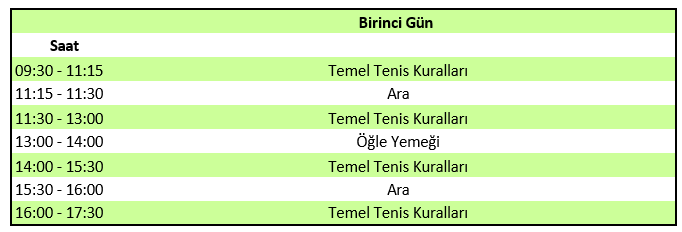 Birinci Gün
Saat
09:30 - 11:15 Temel Tenis Kuralları
11:15 - 11:30 Ara
11:30 - 13:00 Temel Tenis Kuralları
13:00 - 14:00 Öğle Yemeği
14:00 - 15:30 Temel Tenis Kuralları
15:30 - 16:00 Ara
16:00 - 17:30 Temel Tenis Kuralları